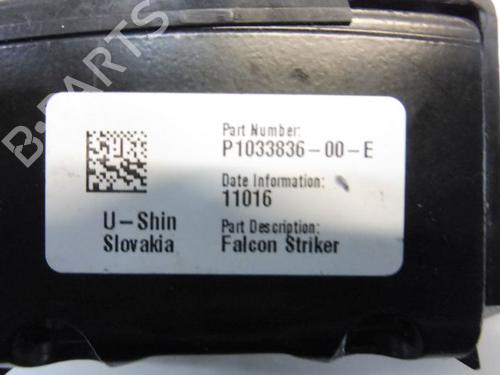 B-PARTS
Part Number:
P1033836-00-E
Date Information:
11016
U-Shin
Slovakia
Part Description:
Falcon Striker